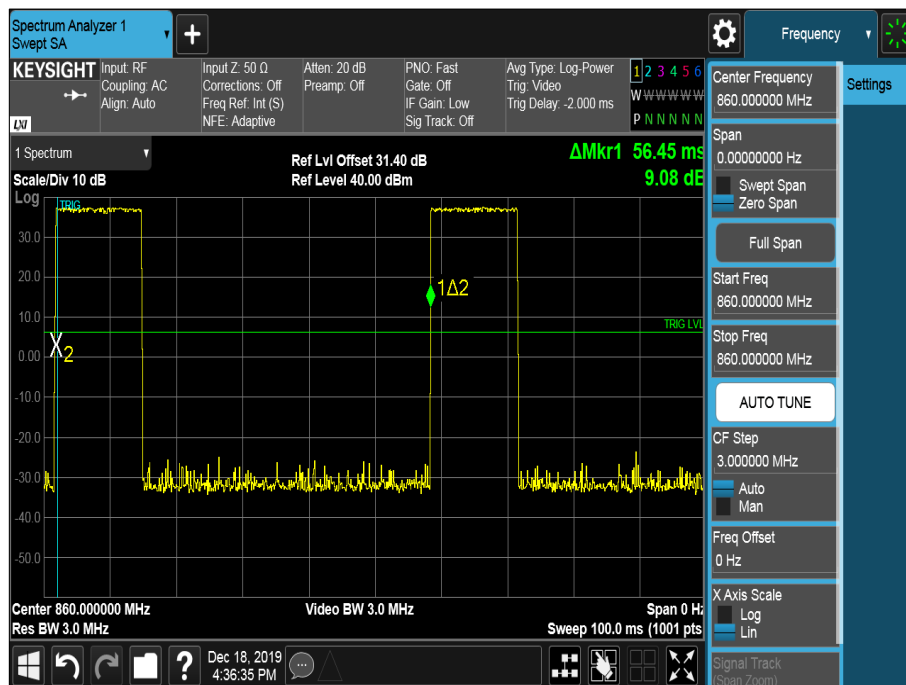 Spectrum Analyzer 1
Swept SA
Frequency
KEYSIGHT
Input: RF
Coupling: AC
Align: Auto
Input Z: 50 Ω
Corrections: Off
Freq Ref: Int (S)
NFE: Adaptive
Atten: 20 dB
Preamp: Off
PNO: Fast
Gate: Off
IF Gain: Low
Sig Track: Off
Avg Type: Log-Power
Trig: Video
Trig Delay: -2.000 ms
1 2 3 4 5 6
W W W W W W
P N N N N N
LXI
1 Spectrum
Scale/Div 10 dB
Log
Ref Lvl Offset 31.40 dB
Ref Level 40.00 dBm
ΔMkr1 56.45 ms
9.08 dB
TRIG
30.0
20.0
10.0
0.00
-10.0
-20.0
-30.0
-40.0
-50.0
1Δ2
2
TRIG LVL
Center 860.000000 MHz
Res BW 3.0 MHz
Video BW 3.0 MHz
Span 0 Hz
Sweep 100.0 ms (1001 pts
Dec 18, 2019
4:36:35 PM
Settings
Center Frequency
860.000000 MHz
Span
0.00000000 Hz
Swept Span
Zero Span
Full Span
Start Freq
860.000000 MHz
Stop Freq
860.000000 MHz
AUTO TUNE
CF Step
3.000000 MHz
Auto
Man
Freq Offset
0 Hz
X Axis Scale
Log
Lin
Signal Track
(Span Zoom)